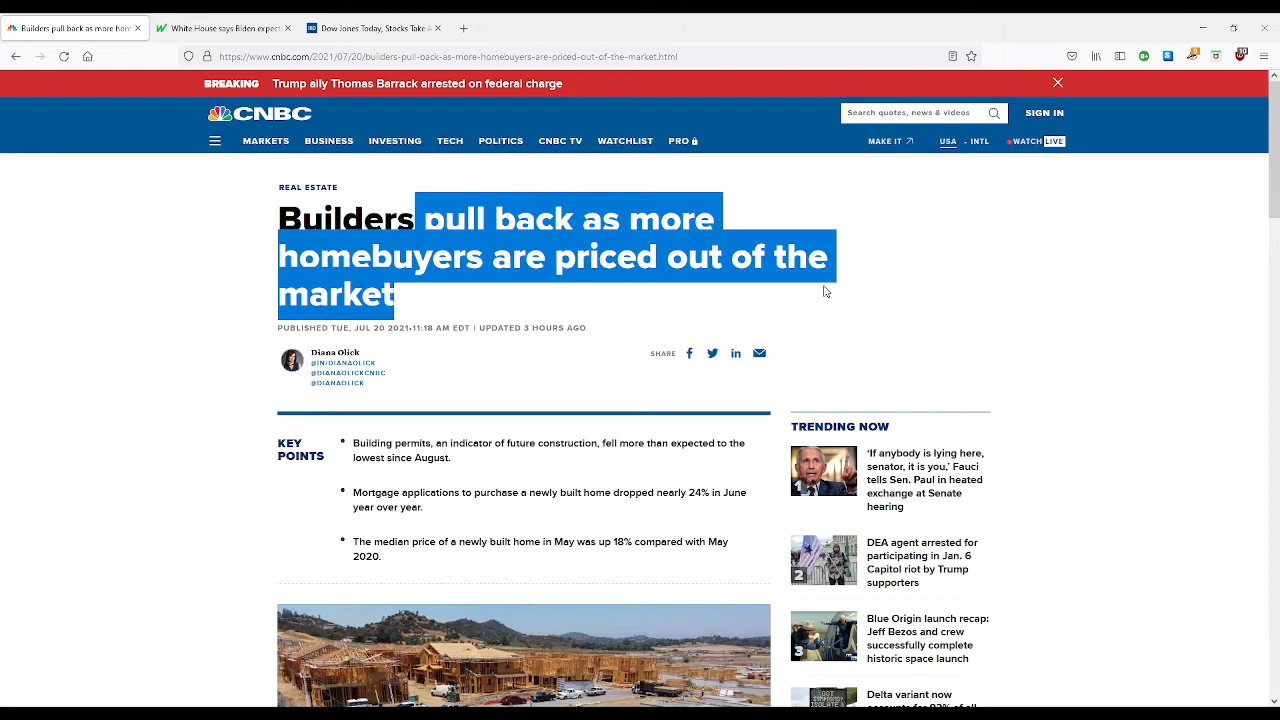 Builders pull back as more hom
White House says Biden expect
IBD
Dow Jones Today, Stocks Take A
https://www.cnbc.com/2021/07/20/builders-pull-back-as-more-homebuyers-are-priced-out-of-the-market.html
BREAKING Trump ally Thomas Barrack arrested on federal charge
CNBC
Search quotes, news & videos
SIGN IN
MARKETS BUSINESS INVESTING TECH POLITICS CNBC TV WATCHLIST PRO
MAKE IT USA • INTL WATCH LIVE
REAL ESTATE
Builders pull back as more
homebuyers are priced out of the
market
PUBLISHED TUE, JUL 20 2021•11:18 AM EDT | UPDATED 3 HOURS AGO
Diana Olick
@IN/DIANAOLICK
@DIANAOLICKCNBC
@DIANAOLICK
SHARE
KEY
POINTS
Building permits, an indicator of future construction, fell more than expected to the
lowest since August.
Mortgage applications to purchase a newly built home dropped nearly 24% in June
year over year.
The median price of a newly built home in May was up 18% compared with May
2020.
TRENDING NOW
1
'If anybody is lying here,
senator, it is you,' Fauci
tells Sen. Paul in heated
exchange at Senate
hearing
2
DEA agent arrested for
participating in Jan. 6
Capitol riot by Trump
supporters
3
Blue Origin launch recap:
Jeff Bezos and crew
successfully complete
historic space launch
Delta variant now